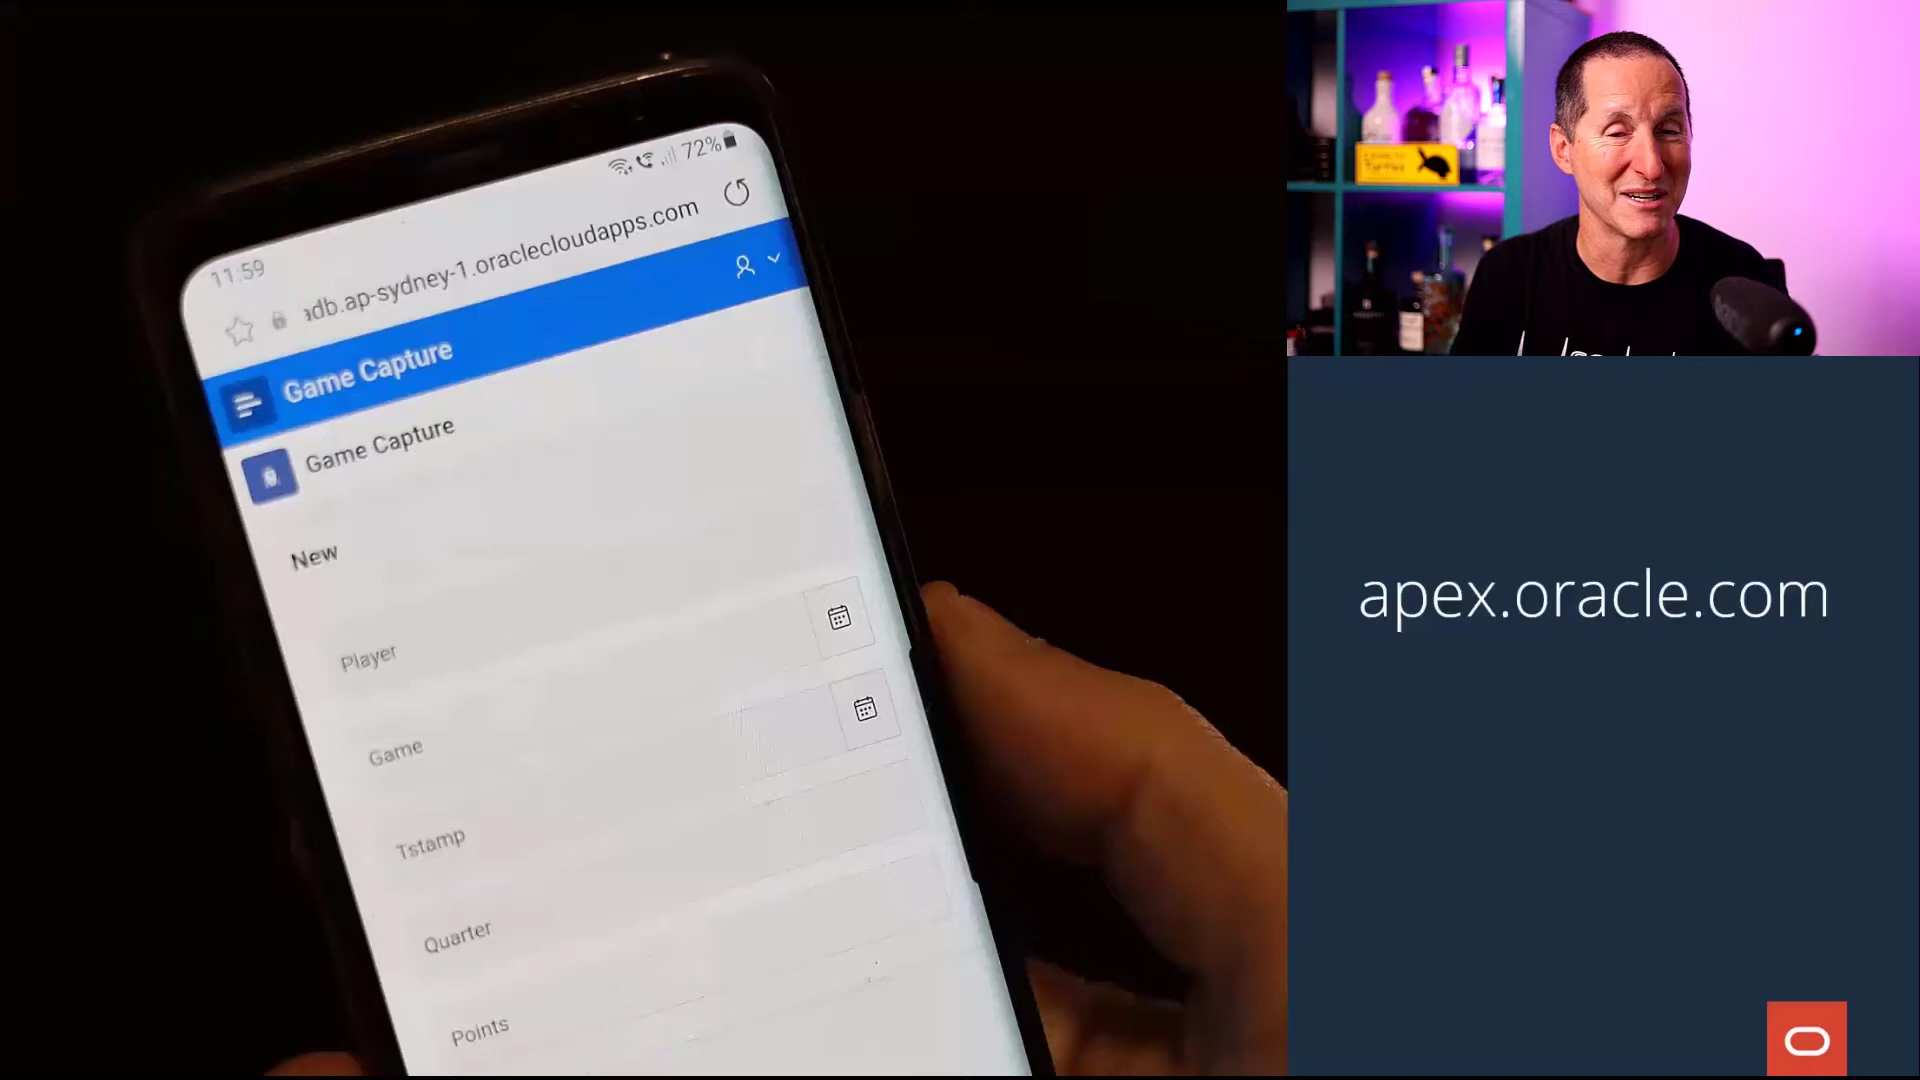 11:59
72%
adb.ap-sydney-1.oraclecloudapps.com
Game Capture
Game Capture
New
Player
Game
Tstamp
Quarter
Points
apex.oracle.com